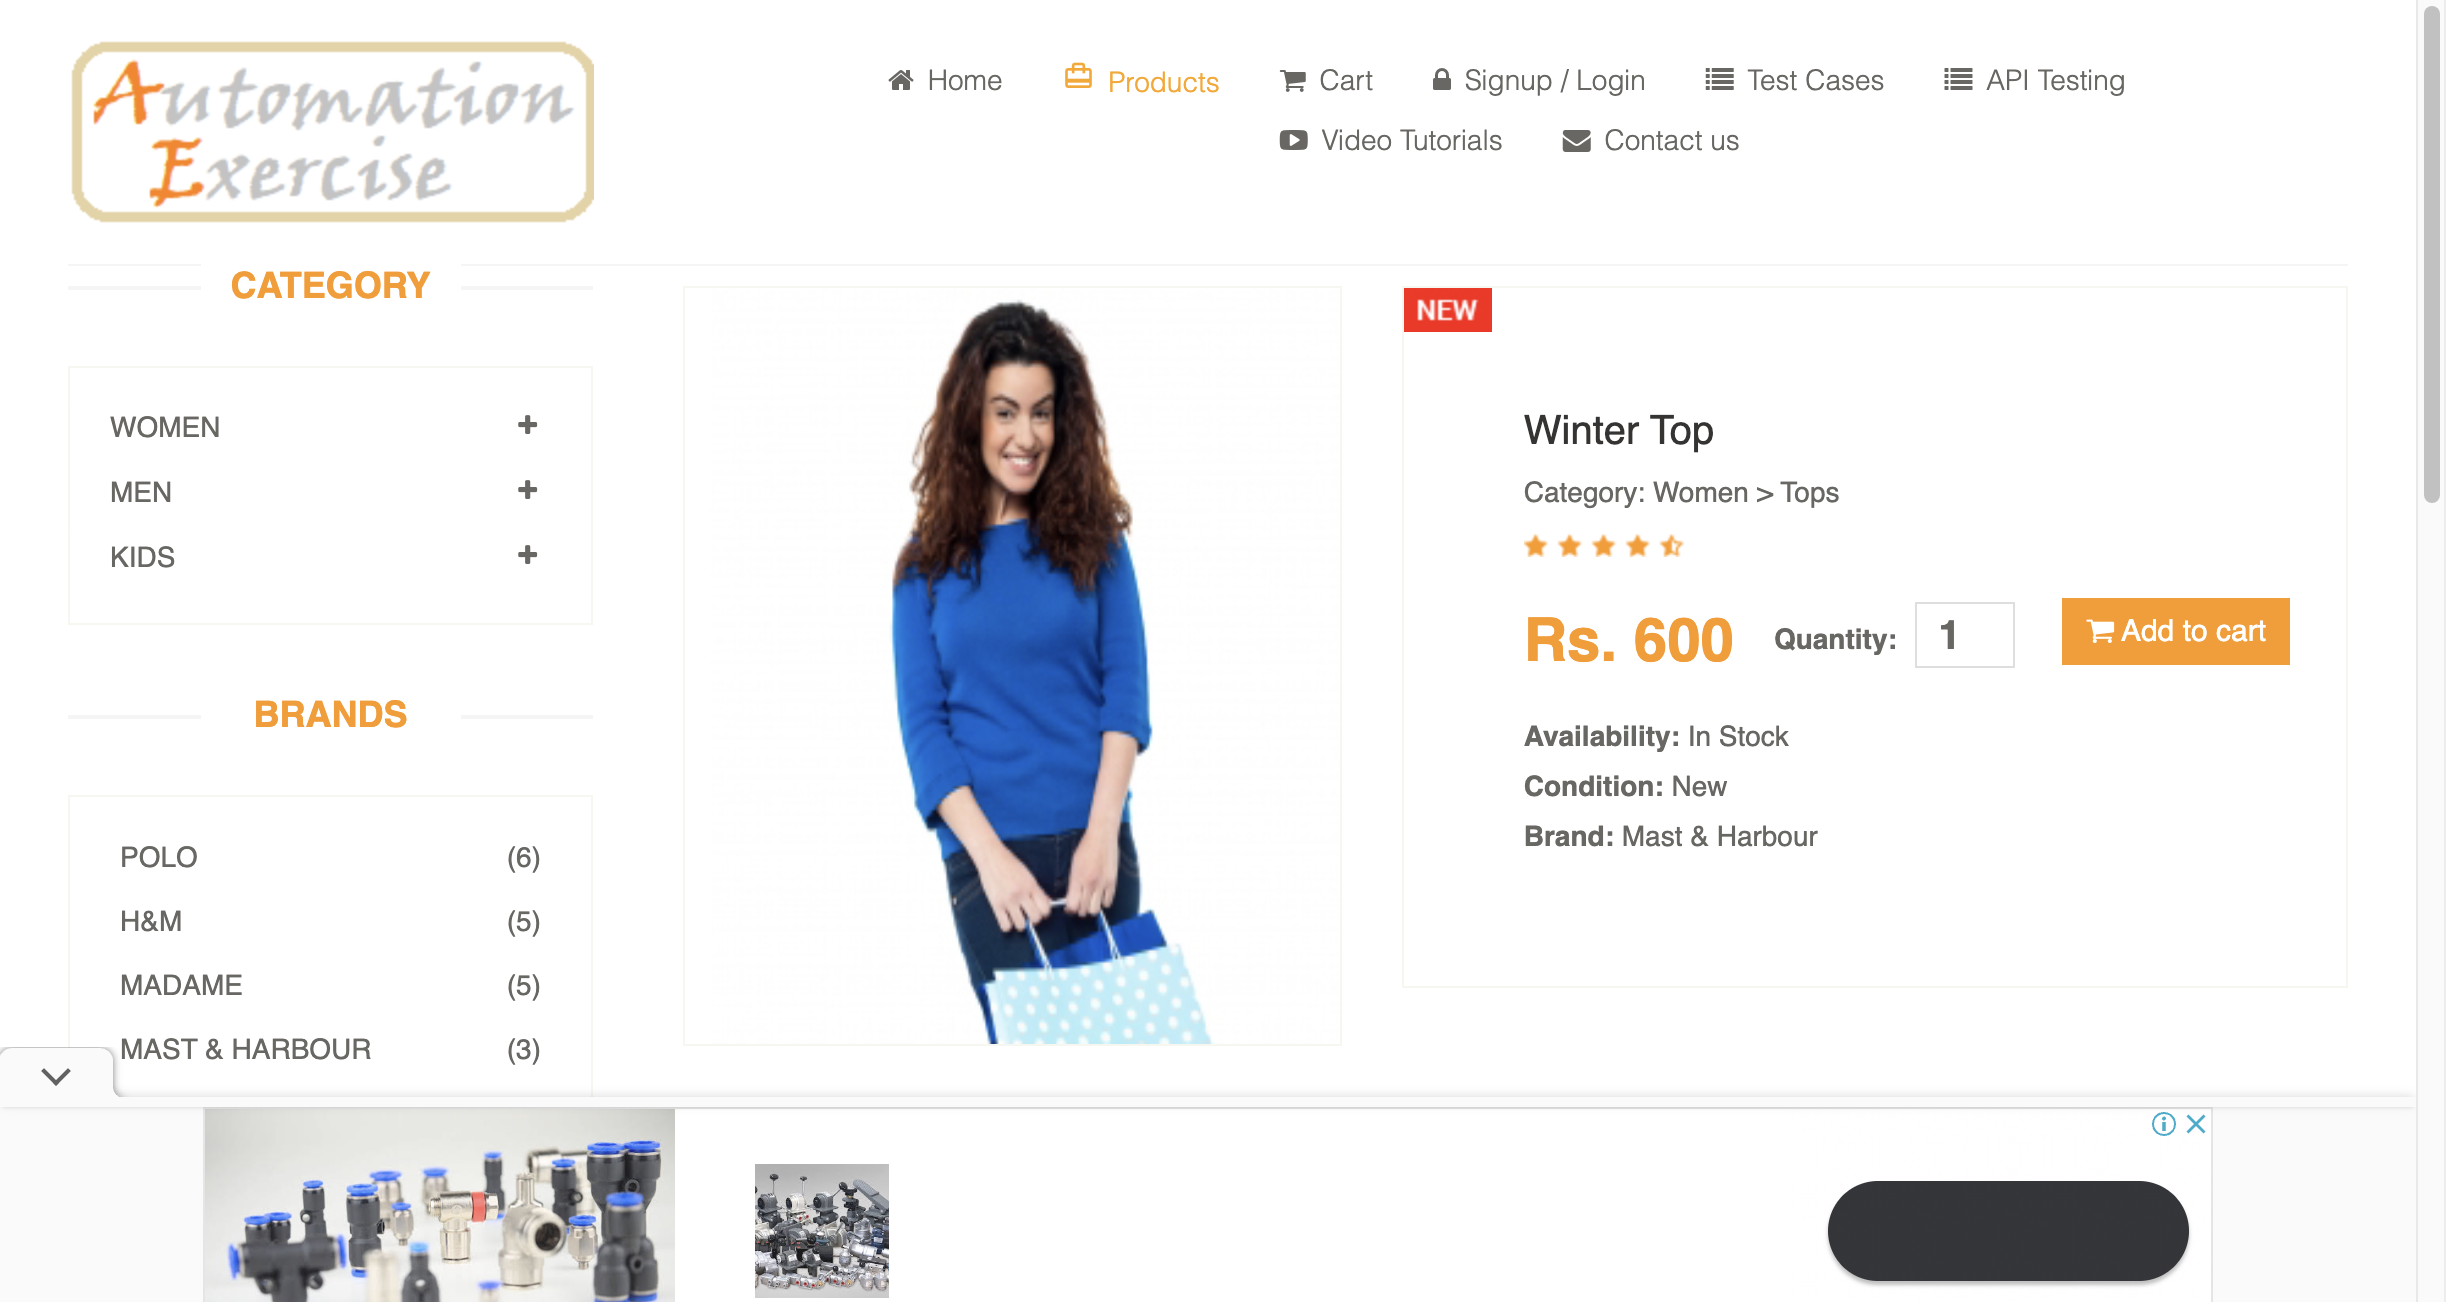 Automation
Exercise
Home
Products
Cart
Signup / Login
Test Cases
API Testing
Video Tutorials
Contact us
CATEGORY
WOMEN
MEN
KIDS
BRANDS
POLO (6)
H&M (5)
MADAME (5)
MAST & HARBOUR (3)
NEW
Winter Top
Category: Women > Tops
Rs. 600 Quantity: 1 Add to cart
Availability: In Stock
Condition: New
Brand: Mast & Harbour